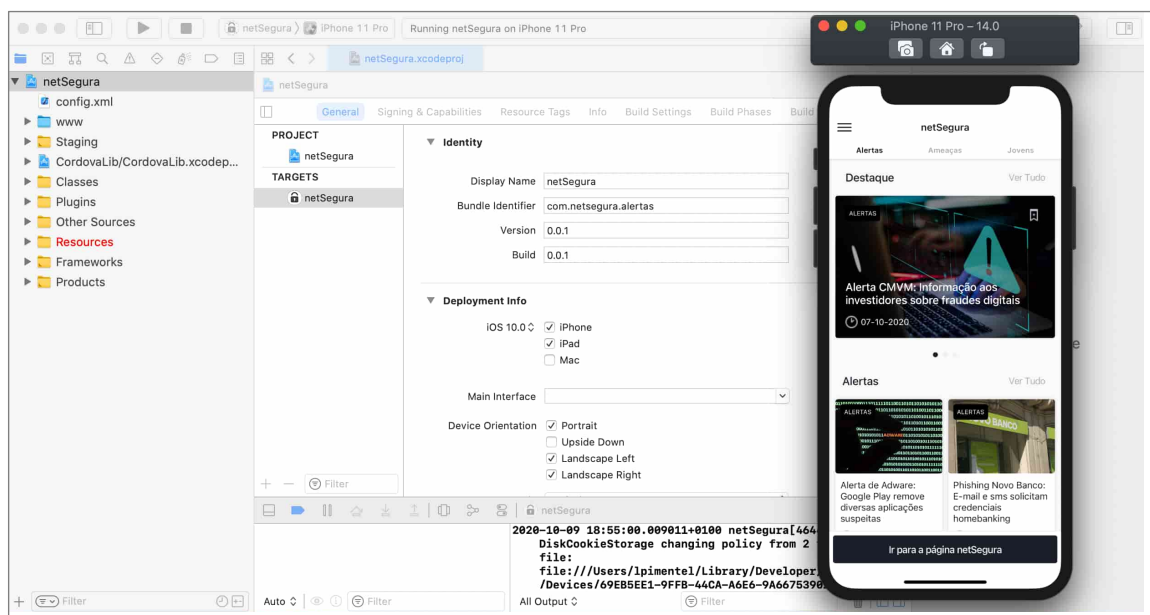 netSegura
iPhone 11 Pro
Running netSegura on iPhone 11 Pro
iPhone 11 Pro – 14.0
netSegura.xcodeproj
netSegura
config.xml
www
Staging
CordovaLib/CordovaLib.xcodep...
Classes
Plugins
Other Sources
Resources
Frameworks
Products
Filter
netSegura
General
Signing & Capabilities
Resource Tags
Info
Build Settings
Build Phases
Build
PROJECT
netSegura
TARGETS
netSegura
Filter
Identity
Display Name netSegura
Bundle Identifier com.netsegura.alertas
Version 0.0.1
Build 0.0.1
Deployment Info
iOS 10.0 iPhone
iPad
Mac
Main Interface
Device Orientation Portrait
Upside Down
Landscape Left
Landscape Right
netSegura
2020-10-09 18:55:00.009011+0100 netSegura[464
DiskCookieStorage changing policy from 2
file:
file:///Users/lpimentel/Library/Developer
/Devices/69EB5EE1-9FFB-44CA-A6E6-9A6675390
Auto
Filter
All Output
Filter
netSegura
Alertas
Ameaças
Jovens
Destaque
Ver Tudo
ALERTAS
Alerta CMVM: Informação aos
investidores sobre fraudes digitais
07-10-2020
Alertas
Ver Tudo
ALERTAS
ADWARE
Alerta de Adware:
Google Play remove
diversas aplicações
suspeitas
ALERTAS
NOVO BANCO
Phishing Novo Banco:
E-mail e sms solicitam
credenciais
homebanking
Ir para a página netSegura